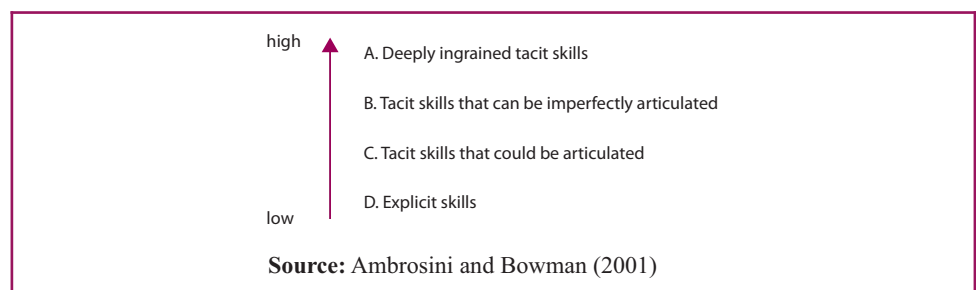 high
A. Deeply ingrained tacit skills
B. Tacit skills that can be imperfectly articulated
C. Tacit skills that could be articulated
D. Explicit skills
low
Source: Ambrosini and Bowman (2001)